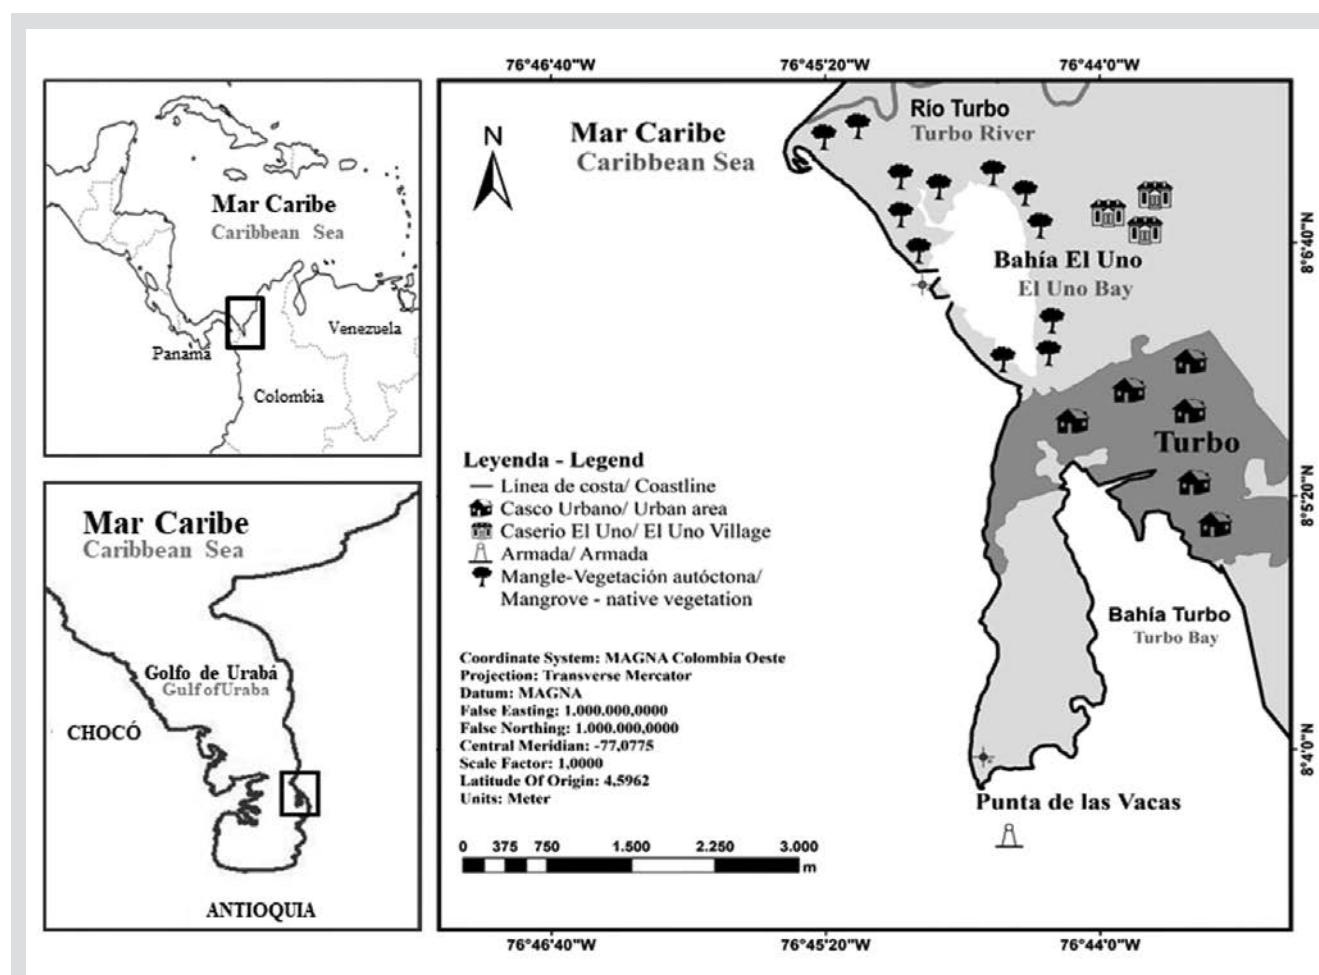 Mar Caribe
Caribbean Sea
Panamá
Venezuela
Colombia
Mar Caribe
Caribbean Sea
Golfo de Urabá
Gulf of Uraba
CHOCÓ
ANTIOQUIA
76°46'40"W
76°45'20"W
76°44'0"W
N
Mar Caribe
Caribbean Sea
Río Turbo
Turbo River
Bahía El Uno
El Uno Bay
8°6'40"N
Turbo
8°5'20"N
Leyenda - Legend
Línea de costa/ Coastline
Casco Urbano/ Urban area
Caserio El Uno/ El Uno Village
Armada/ Armada
Mangle-Vegetación autóctona/
Mangrove - native vegetation
Bahía Turbo
Turbo Bay
Coordinate System: MAGNA Colombia Oeste
Projection: Transverse Mercator
Datum: MAGNA
False Easting: 1.000.000,0000
False Northing: 1.000.000,0000
Central Meridian: -77,0775
Scale Factor: 1,0000
Latitude Of Origin: 4,5962
Units: Meter
8°4'0"N
Punta de las Vacas
0 375 750 1.500 2.250 3.000
m
76°46'40"W
76°45'20"W
76°44'0"W